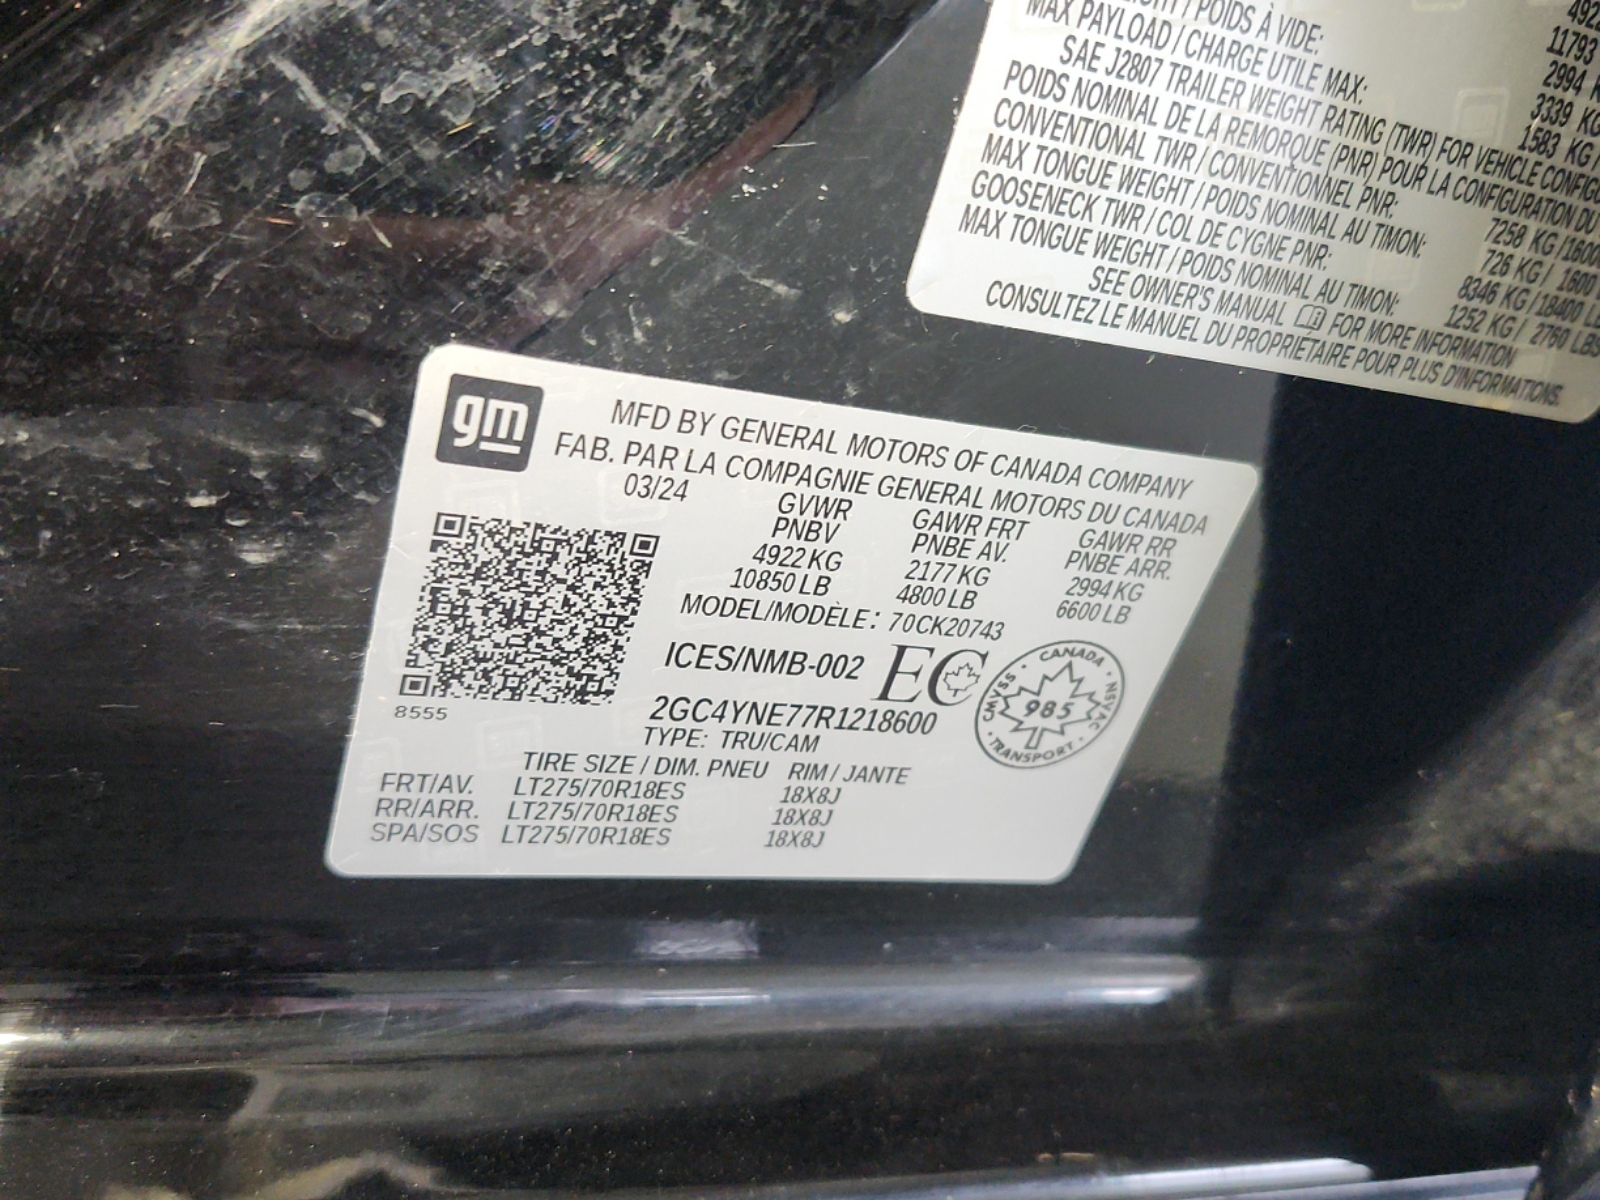 POIDS À VIDE:
MAX PAYLOAD / CHARGE UTILE MAX:
SAE J2807 TRAILER WEIGHT RATING (TWR) FOR VEHICLE
POIDS NOMINAL DE LA REMORQUE (PNR) POUR LA CONFIGURATION DU
CONVENTIONAL TWR / CONVENTIONNEL PNR: 7258 KG /
MAX TONGUE WEIGHT / POIDS NOMINAL AU TIMON: 726 KG / 1600
GOOSENECK TWR / COL DE CYGNE PNR: 8346 KG / 18400
MAX TONGUE WEIGHT / POIDS NOMINAL AU TIMON: 1252 KG / 2760 LBS
SEE OWNER'S MANUAL FOR MORE INFORMATION
CONSULTEZ LE MANUEL DU PROPRIETAIRE POUR PLUS D'INFORMATIONS.
11793
2994
3339 KG
1583 KG /
gm
MFD BY GENERAL MOTORS OF CANADA COMPANY
FAB. PAR LA COMPAGNIE GENERAL MOTORS DU CANADA
03/24 GVWR GAWR FRT GAWR RR
PNBV PNBE AV. PNBE ARR.
4922 KG 2177 KG 2994 KG
10850 LB 4800 LB 6600 LB
MODEL/MODÈLE: 70CK20743
ICES/NMB-002 EC
CANADA
CMVSS 985 NSVAC
TRANSPORT
8555
2GC4YNE77R1218600
TYPE: TRU/CAM
TIRE SIZE / DIM. PNEU RIM / JANTE
FRT/AV. LT275/70R18ES 18X8J
RR/ARR. LT275/70R18ES 18X8J
SPA/SOS LT275/70R18ES 18X8J